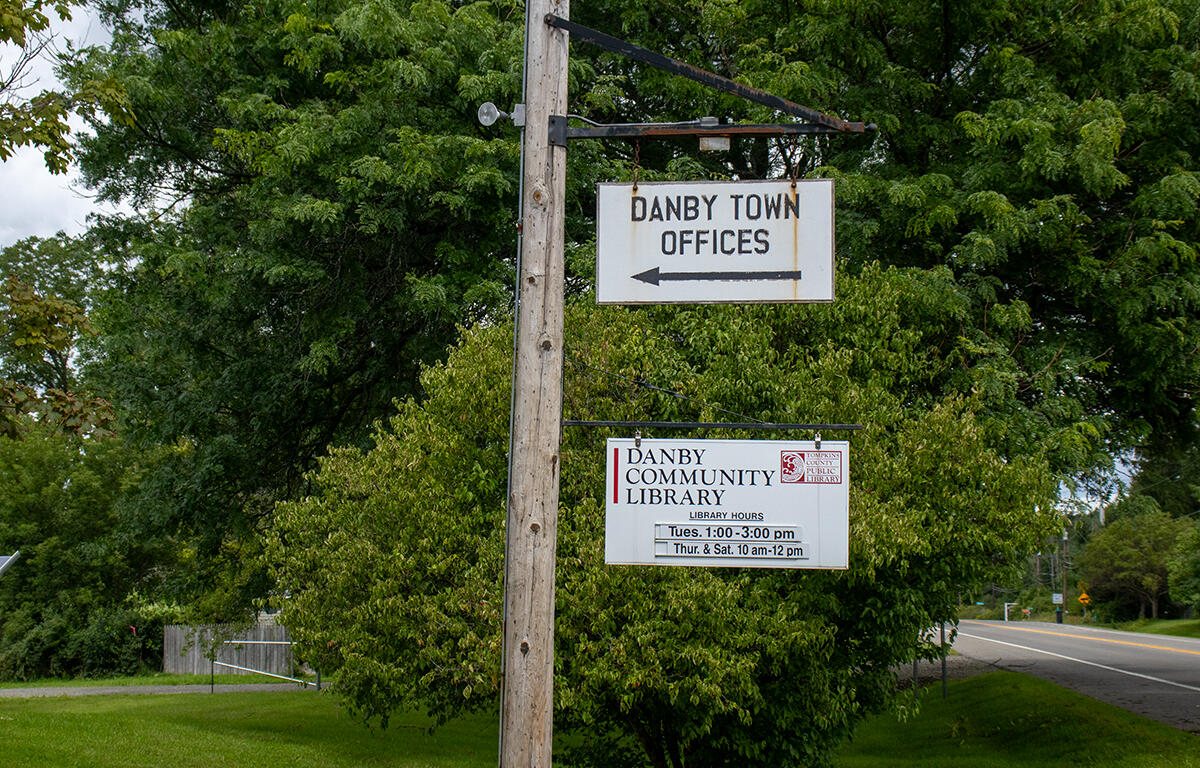 DANBY TOWN
OFFICES
DANBY
COMMUNITY
LIBRARY
TOMPKINS
COUNTY
PUBLIC
LIBRARY
LIBRARY HOURS
Tues. 1:00-3:00 pm
Thur. & Sat. 10 am-12 pm